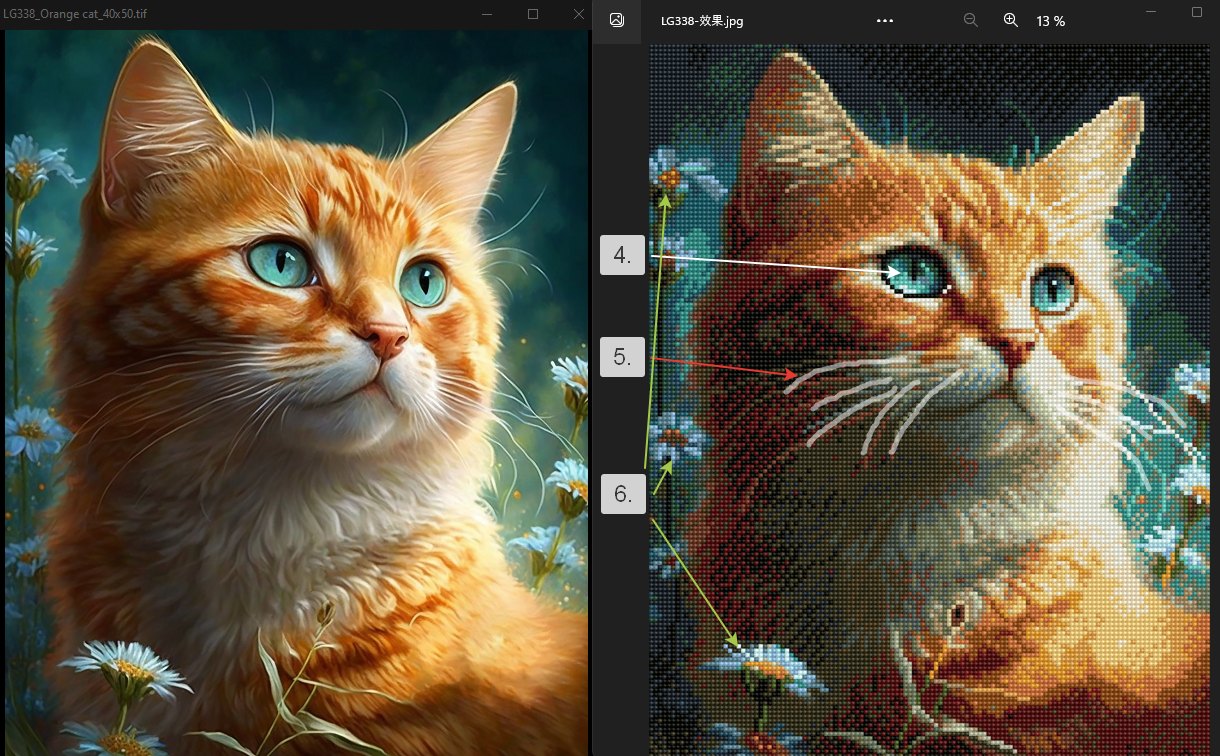 LG338_Orange cat_40x50.tif
LG338-效果.jpg
13 %
4.
5.
6.